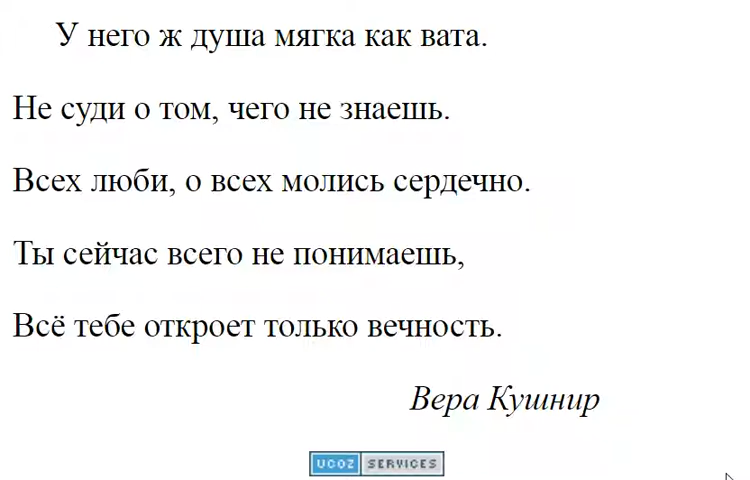 У него ж душа мягка как вата.
Не суди о том, чего не знаешь.
Всех люби, о всех молись сердечно.
Ты сейчас всего не понимаешь,
Всё тебе откроет только вечность.
Вера Кушнир
UCOZ SERVICES